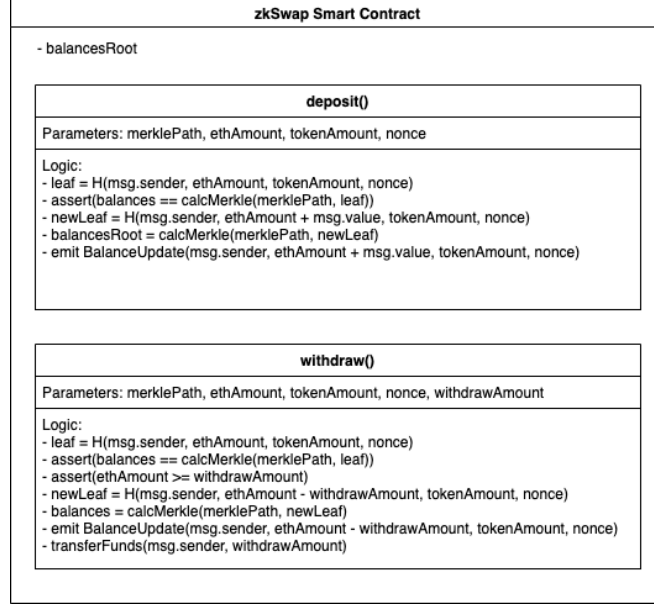 zkSwap Smart Contract
- balancesRoot
deposit()
Parameters: merklePath, ethAmount, tokenAmount, nonce
Logic:
- leaf = H(msg.sender, ethAmount, tokenAmount, nonce)
- assert(balances == calcMerkle(merklePath, leaf))
- newLeaf = H(msg.sender, ethAmount + msg.value, tokenAmount, nonce)
- balancesRoot = calcMerkle(merklePath, newLeaf)
- emit BalanceUpdate(msg.sender, ethAmount + msg.value, tokenAmount, nonce)
withdraw()
Parameters: merklePath, ethAmount, tokenAmount, nonce, withdrawAmount
Logic:
- leaf = H(msg.sender, ethAmount, tokenAmount, nonce)
- assert(balances == calcMerkle(merklePath, leaf))
- assert(ethAmount >= withdrawAmount)
- newLeaf = H(msg.sender, ethAmount - withdrawAmount, tokenAmount, nonce)
- balances = calcMerkle(merklePath, newLeaf)
- emit BalanceUpdate(msg.sender, ethAmount - withdrawAmount, tokenAmount, nonce)
- transferFunds(msg.sender, withdrawAmount)